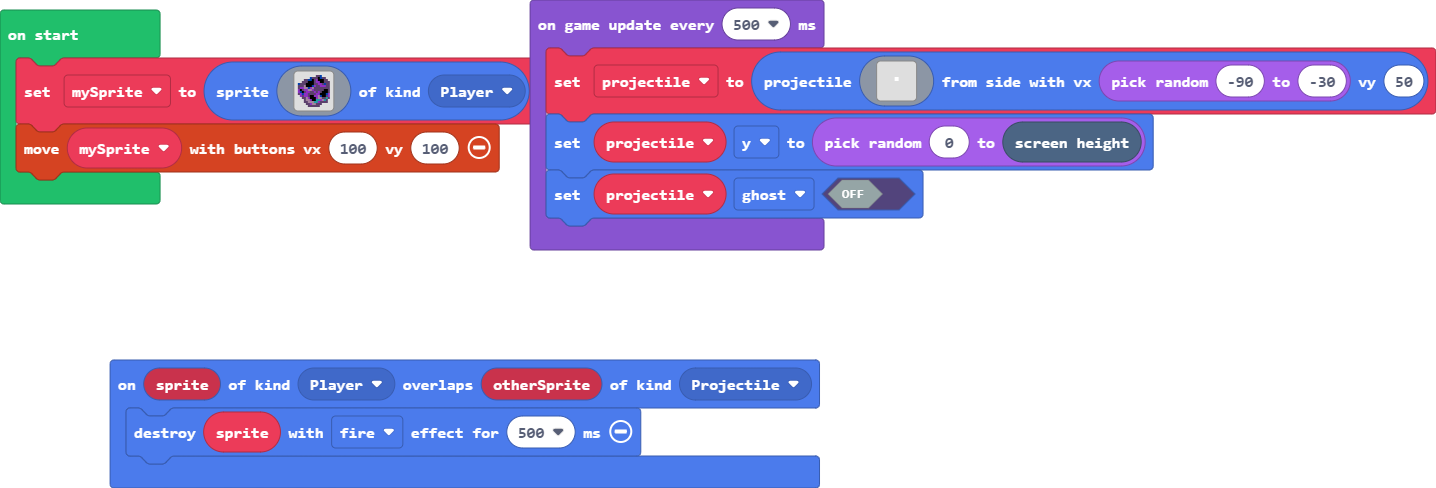 on start
set mySprite to sprite of kind Player
move mySprite with buttons vx 100 vy 100
on game update every 500 ms
set projectile to projectile from side with vx pick random -90 to -30 vy 50
set projectile y to pick random 0 to screen height
set projectile ghost OFF
on sprite of kind Player overlaps otherSprite of kind Projectile
destroy sprite with fire effect for 500 ms